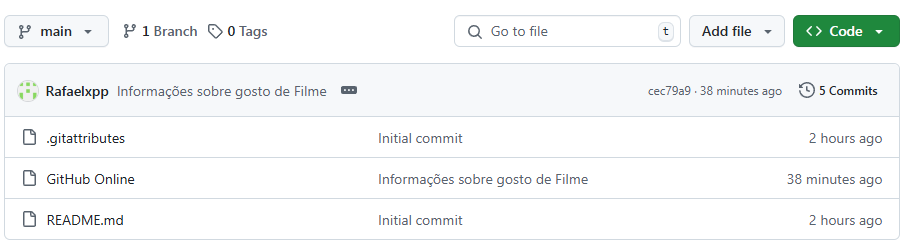 main 1 Branch 0 Tags Go to file t Add file Code
Rafaelxpp Informações sobre gosto de Filme cec79a9 · 38 minutes ago 5 Commits
.gitattributes Initial commit 2 hours ago
GitHub Online Informações sobre gosto de Filme 38 minutes ago
README.md Initial commit 2 hours ago